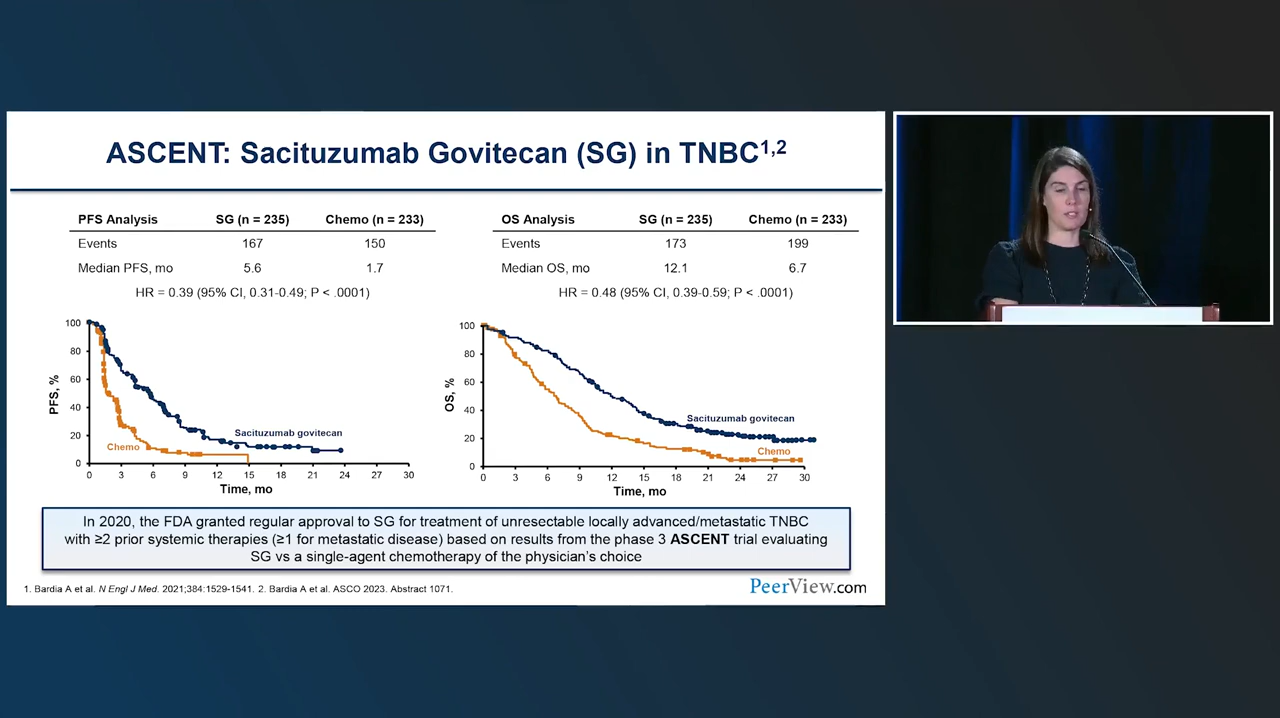 ASCENT: Sacituzumab Govitecan (SG) in TNBC1,2
PFS Analysis SG (n = 235) Chemo (n = 233)
Events 167 150
Median PFS, mo 5.6 1.7
HR = 0.39 (95% CI, 0.31-0.49; P < .0001)
OS Analysis SG (n = 235) Chemo (n = 233)
Events 173 199
Median OS, mo 12.1 6.7
HR = 0.48 (95% CI, 0.39-0.59; P < .0001)
PFS, %
100
80
60
40
20
0
Sacituzumab govitecan
Chemo
0 3 6 9 12 15 18 21 24 27 30
Time, mo
OS, %
100
80
60
40
20
0
Sacituzumab govitecan
Chemo
0 3 6 9 12 15 18 21 24 27 30
Time, mo
In 2020, the FDA granted regular approval to SG for treatment of unresectable locally advanced/metastatic TNBC
with ≥2 prior systemic therapies (≥1 for metastatic disease) based on results from the phase 3 ASCENT trial evaluating
SG vs a single-agent chemotherapy of the physician's choice
1. Bardia A et al. N Engl J Med. 2021;384:1529-1541. 2. Bardia A et al. ASCO 2023. Abstract 1071.
PeerView.com